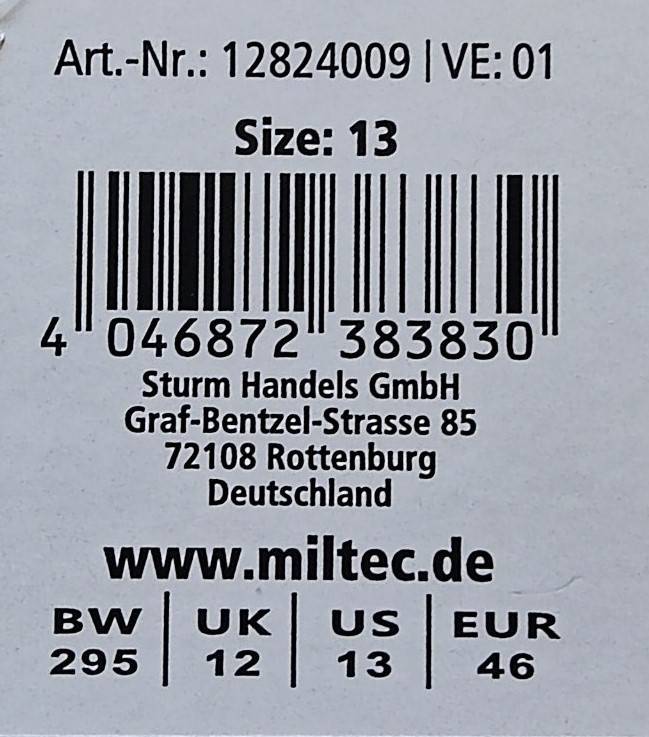 Art.-Nr.: 12824009 | VE: 01
Size: 13
4 046872 383830
Sturm Handels GmbH
Graf-Bentzel-Strasse 85
72108 Rottenburg
Deutschland
www.miltec.de
BW | UK | US | EUR
295 | 12 | 13 | 46